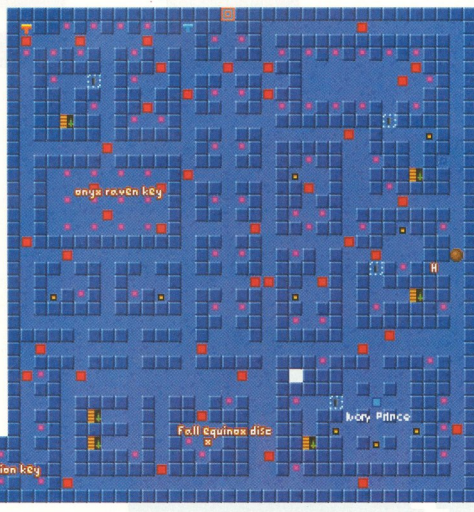 onyx raven key
H
Ivory Prince
Fall Equinox disc
ion key